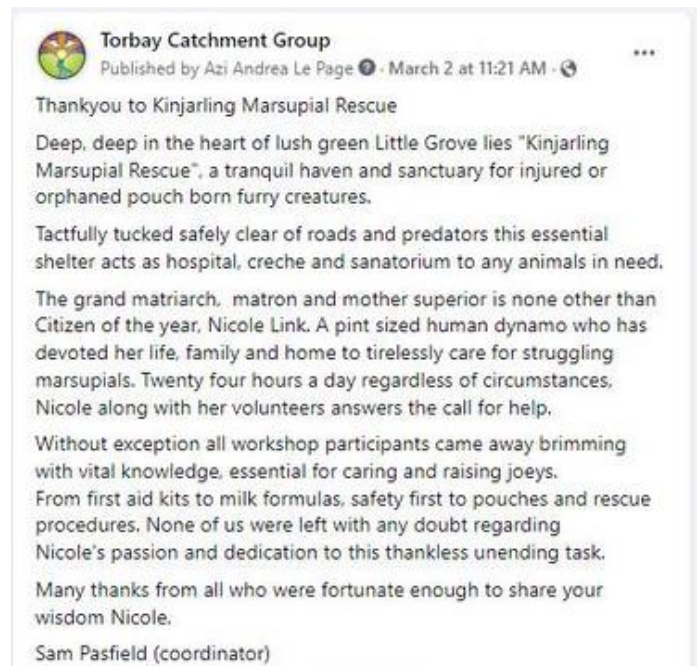 Torbay Catchment Group
Published by Azi Andrea Le Page · March 2 at 11:21 AM ·
Thankyou to Kinjarling Marsupial Rescue
Deep, deep in the heart of lush green Little Grove lies "Kinjarling
Marsupial Rescue", a tranquil haven and sanctuary for injured or
orphaned pouch born furry creatures.
Tactfully tucked safely clear of roads and predators this essential
shelter acts as hospital, creche and sanatorium to any animals in need.
The grand matriarch, matron and mother superior is none other than
Citizen of the year, Nicole Link. A pint sized human dynamo who has
devoted her life, family and home to tirelessly care for struggling
marsupials. Twenty four hours a day regardless of circumstances,
Nicole along with her volunteers answers the call for help.
Without exception all workshop participants came away brimming
with vital knowledge, essential for caring and raising joeys.
From first aid kits to milk formulas, safety first to pouches and rescue
procedures. None of us were left with any doubt regarding
Nicole's passion and dedication to this thankless unending task.
Many thanks from all who were fortunate enough to share your
wisdom Nicole.
Sam Pasfield (coordinator)